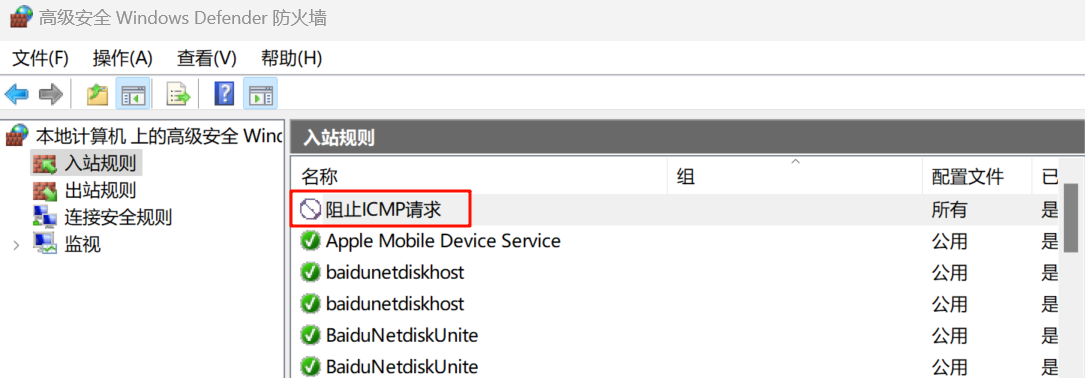 高级安全 Windows Defender 防火墙
文件(F) 操作(A) 查看(V) 帮助(H)
本地计算机 上的高级安全 Winc
入站规则
出站规则
连接安全规则
监视
入站规则
名称 组 配置文件 已
阻止ICMP请求 所有 是
Apple Mobile Device Service 公用 是
baidunetdiskhost 公用 是
baidunetdiskhost 公用 是
BaiduNetdiskUnite 公用 是
BaiduNetdiskUnite 公用 是